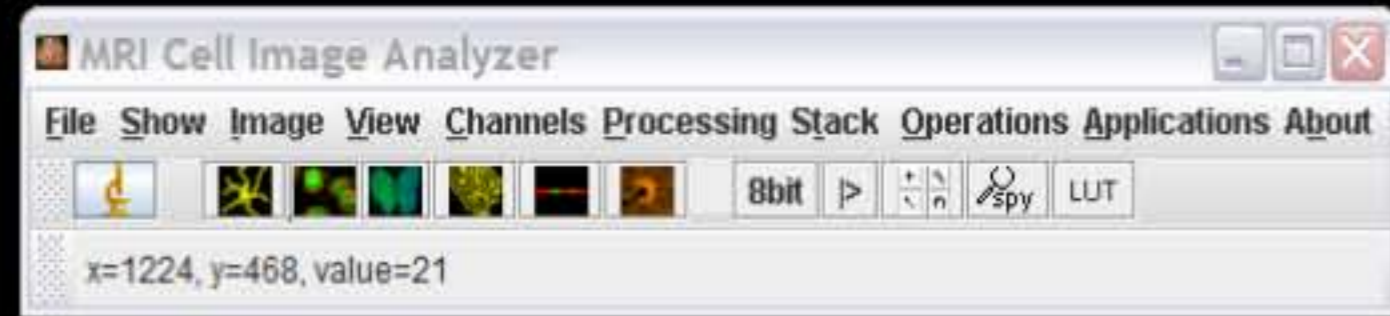 MRI Cell Image Analyzer
File Show Image View Channels Processing Stack Operations Applications About
8bit |> spy LUT
x=1224, y=468, value=21